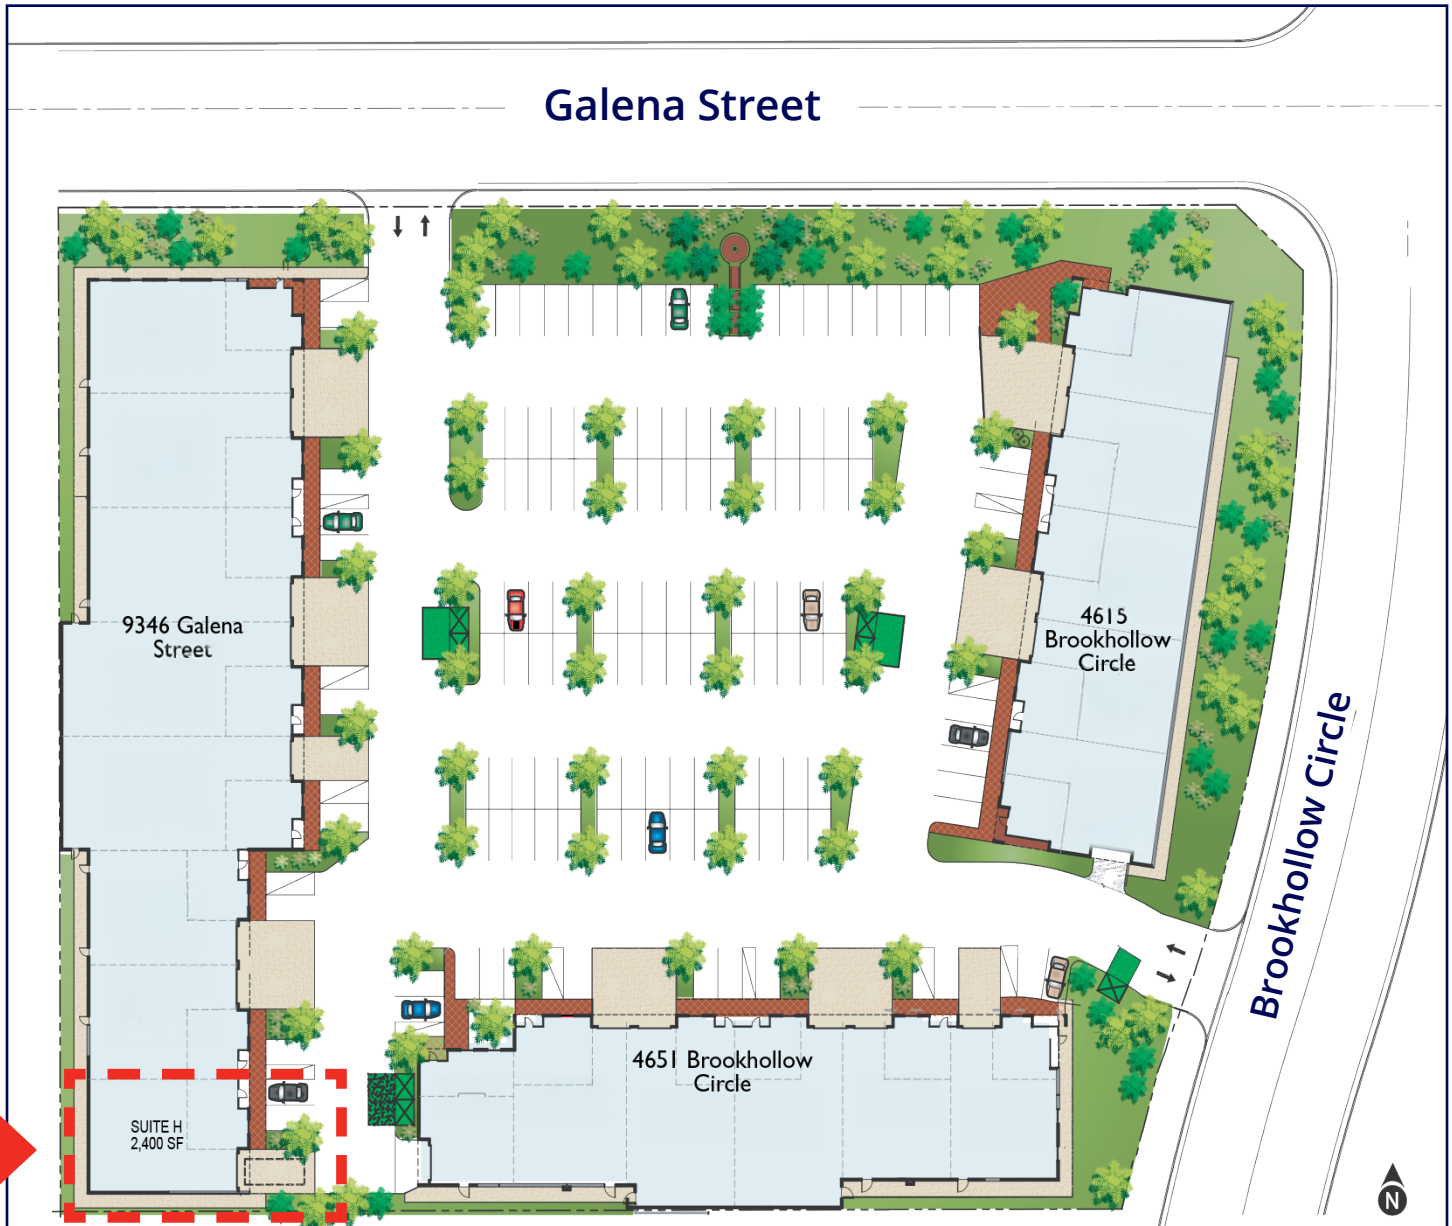 Galena Street
9346 Galena
Street
4615
Brookhollow
Circle
Brookhollow Circle
4651 Brookhollow
Circle
SUITE H
2,400 SF
N